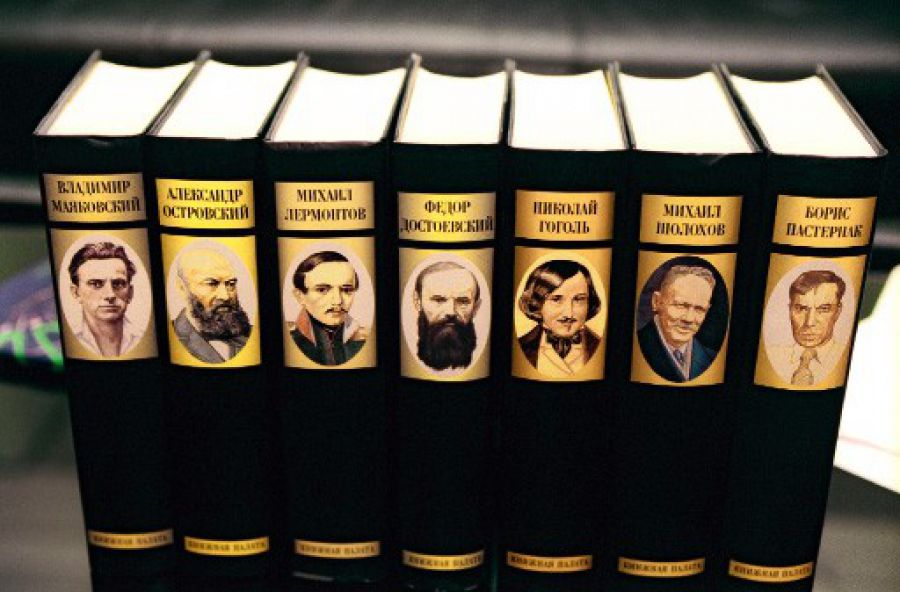 ВЛАДИМИР
МАЯКОВСКИЙ
АЛЕКСАНДР
ОСТРОВСКИЙ
МИХАИЛ
ЛЕРМОНТОВ
ФЕДОР
ДОСТОЕВСКИЙ
НИКОЛАЙ
ГОГОЛЬ
МИХАИЛ
ШОЛОХОВ
БОРИС
ПАСТЕРНАК
КНИЖНАЯ ПАЛАТА
КНИЖНАЯ ПАЛАТА
КНИЖНАЯ ПАЛАТА
КНИЖНАЯ ПАЛАТА
КНИЖНАЯ ПАЛАТА
КНИЖНАЯ ПАЛАТА
КНИЖНАЯ ПАЛАТА